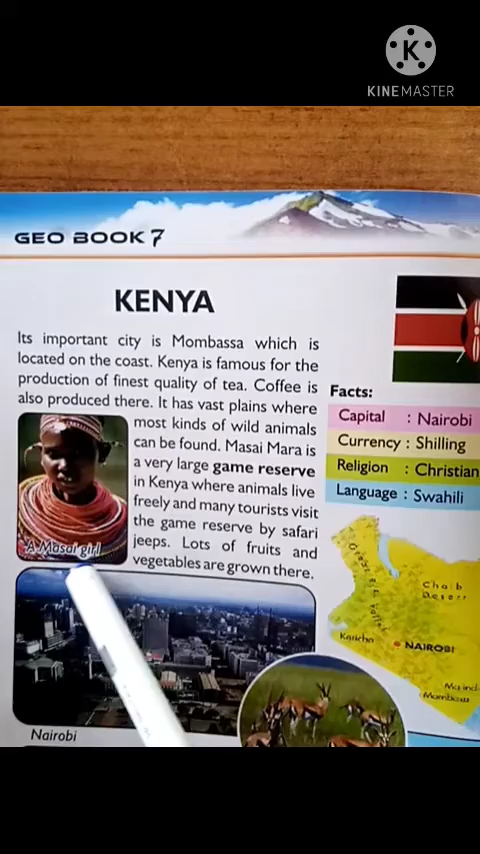 KINEMASTER
GEO BOOK 7
KENYA
Its important city is Mombassa which is
located on the coast. Kenya is famous for the
production of finest quality of tea. Coffee is
also produced there. It has vast plains where
most kinds of wild animals
can be found. Masai Mara is
a very large game reserve
in Kenya where animals live
freely and many tourists visit
the game reserve by safari
jeeps. Lots of fruits and
vegetables are grown there.
A Masai girl
Facts:
Capital : Nairobi
Currency : Shilling
Religion : Christian
Language : Swahili
Kericho
NAIROBI
Nairobi